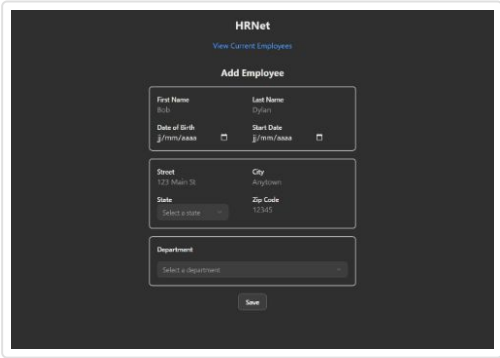 HRNet
View Current Employees
Add Employee
First Name Last Name
Bob Dylan
Date of Birth Start Date
jj/mm/aaaa jj/mm/aaaa
Street City
123 Main St Anytown
State Zip Code
Select a state 12345
Department
Select a department
Save